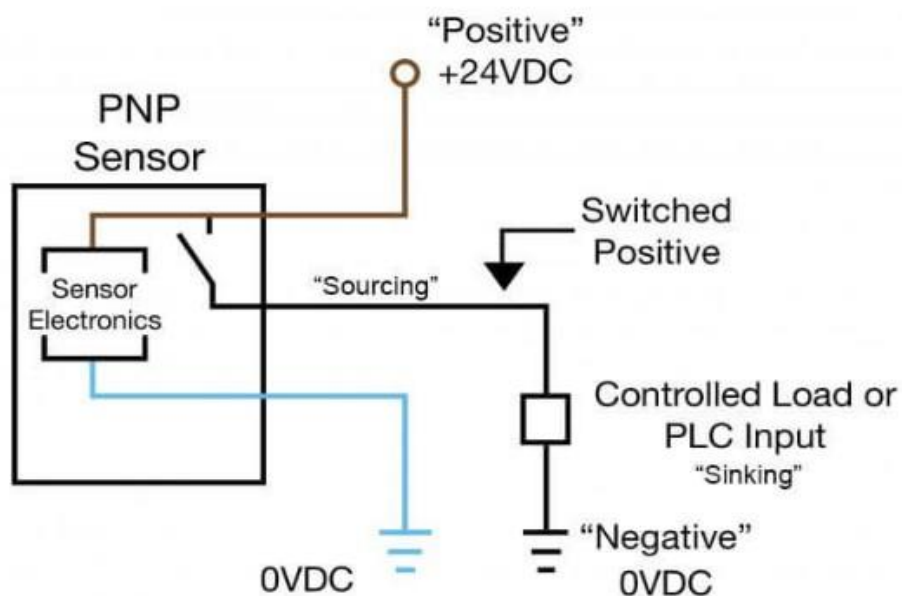 “Positive”
+24VDC
PNP
Sensor
Switched
Positive
“Sourcing”
Sensor
Electronics
Controlled Load or
PLC Input
“Sinking”
“Negative”
0VDC
0VDC